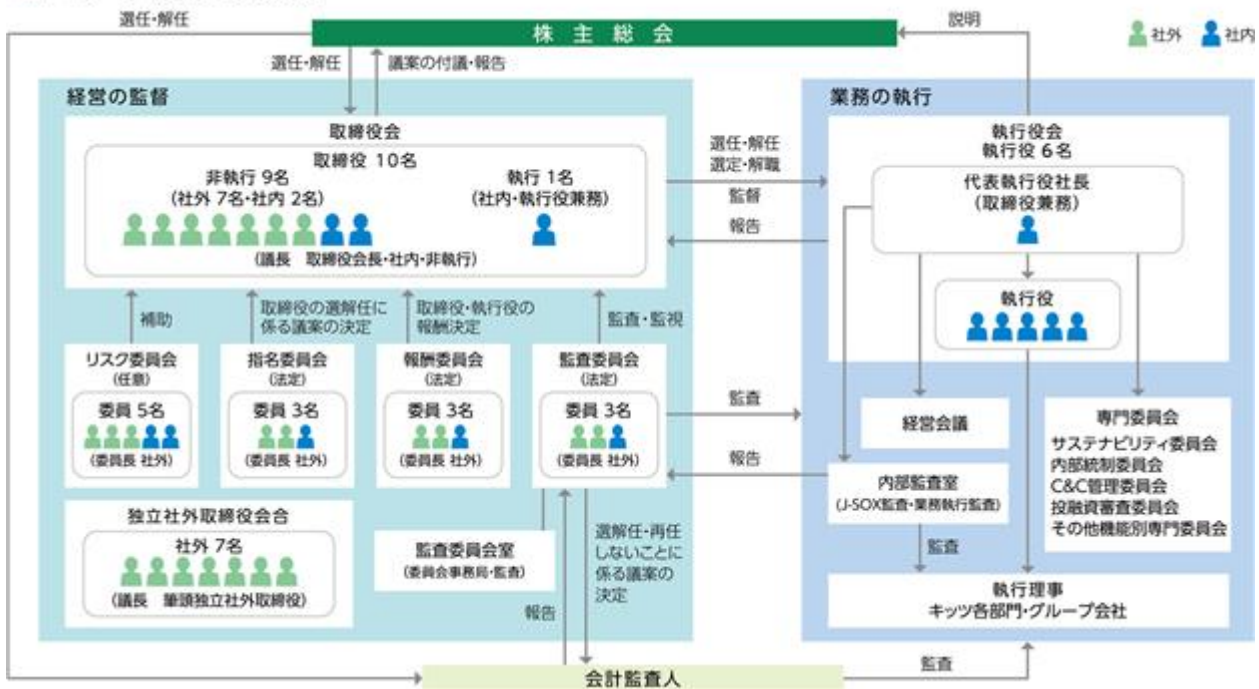 選任・解任
株主総会
説明
社外
社内
選任・解任
議案の付議・報告
経営の監督
取締役会
取締役 10名
非執行 9名
(社外 7名・社内 2名)
執行 1名
(社内・執行役兼務)
(議長 取締役会長・社内・非執行)
選任・解任
選定・解職
監督
報告
業務の執行
執行役会
執行役 6名
代表執行役社長
(取締役兼務)
執行役
補助
取締役の選解任に
係る議案の決定
取締役・執行役の
報酬決定
監査・監視
リスク委員会
(任意)
委員 5名
(委員長 社外)
指名委員会
(法定)
委員 3名
(委員長 社外)
報酬委員会
(法定)
委員 3名
(委員長 社外)
監査委員会
(法定)
委員 3名
(委員長 社外)
監査
報告
経営会議
専門委員会
サステナビリティ委員会
内部統制委員会
C&C管理委員会
投融資審査委員会
その他機能別専門委員会
内部監査室
(J-SOX監査・業務執行監査)
監査
独立社外取締役会合
社外 7名
(議長 筆頭独立社外取締役)
監査委員会室
(委員会事務局・監査)
選解任・再任
しないことに
係る議案の
決定
報告
執行理事
キッツ各部門・グループ会社
会計監査人
監査